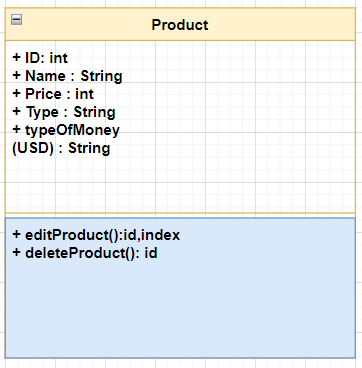 Product
+ ID: int
+ Name : String
+ Price : int
+ Type : String
+ typeOfMoney
(USD) : String
+ editProduct():id,index
+ deleteProduct(): id